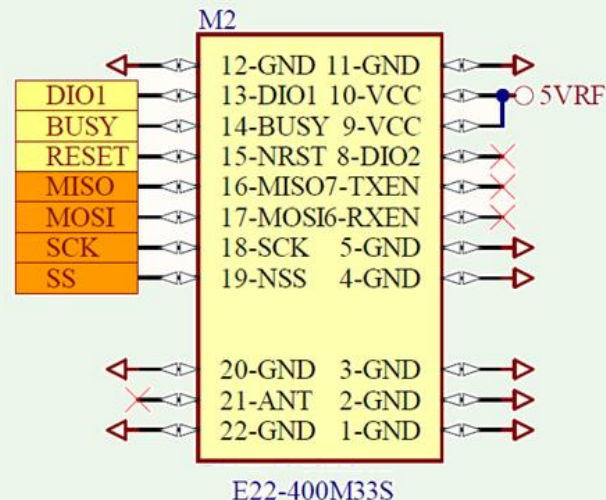 M2
12-GND 11-GND
DIO1 13-DIO1 10-VCC 5VRF
BUSY 14-BUSY 9-VCC
RESET 15-NRST 8-DIO2
MISO 16-MISO7-TXEN
MOSI 17-MOSI6-RXEN
SCK 18-SCK 5-GND
SS 19-NSS 4-GND
20-GND 3-GND
21-ANT 2-GND
22-GND 1-GND
E22-400M33S